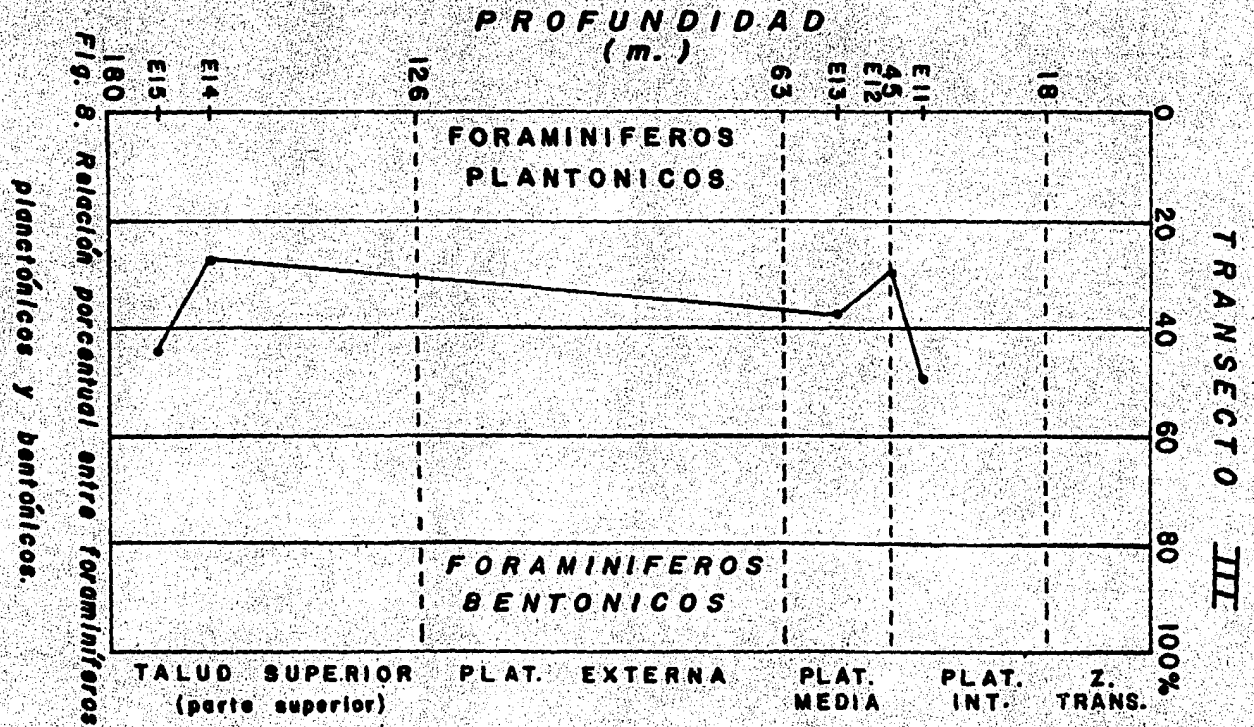 TRANSECTO III
PROFUNDIDAD
(m.)
180
E15
E14
126
63
E13
E12
45
E11
18
0
20
40
60
80
100%
FORAMINIFEROS
PLANTONICOS
FORAMINIFEROS
BENTONICOS
TALUD SUPERIOR
(parte superior)
PLAT. EXTERNA
PLAT.
MEDIA
PLAT.
INT.
Z.
TRANS.
Fig. 8. Relación porcentual entre foraminíferos
planctónicos y bentónicos.